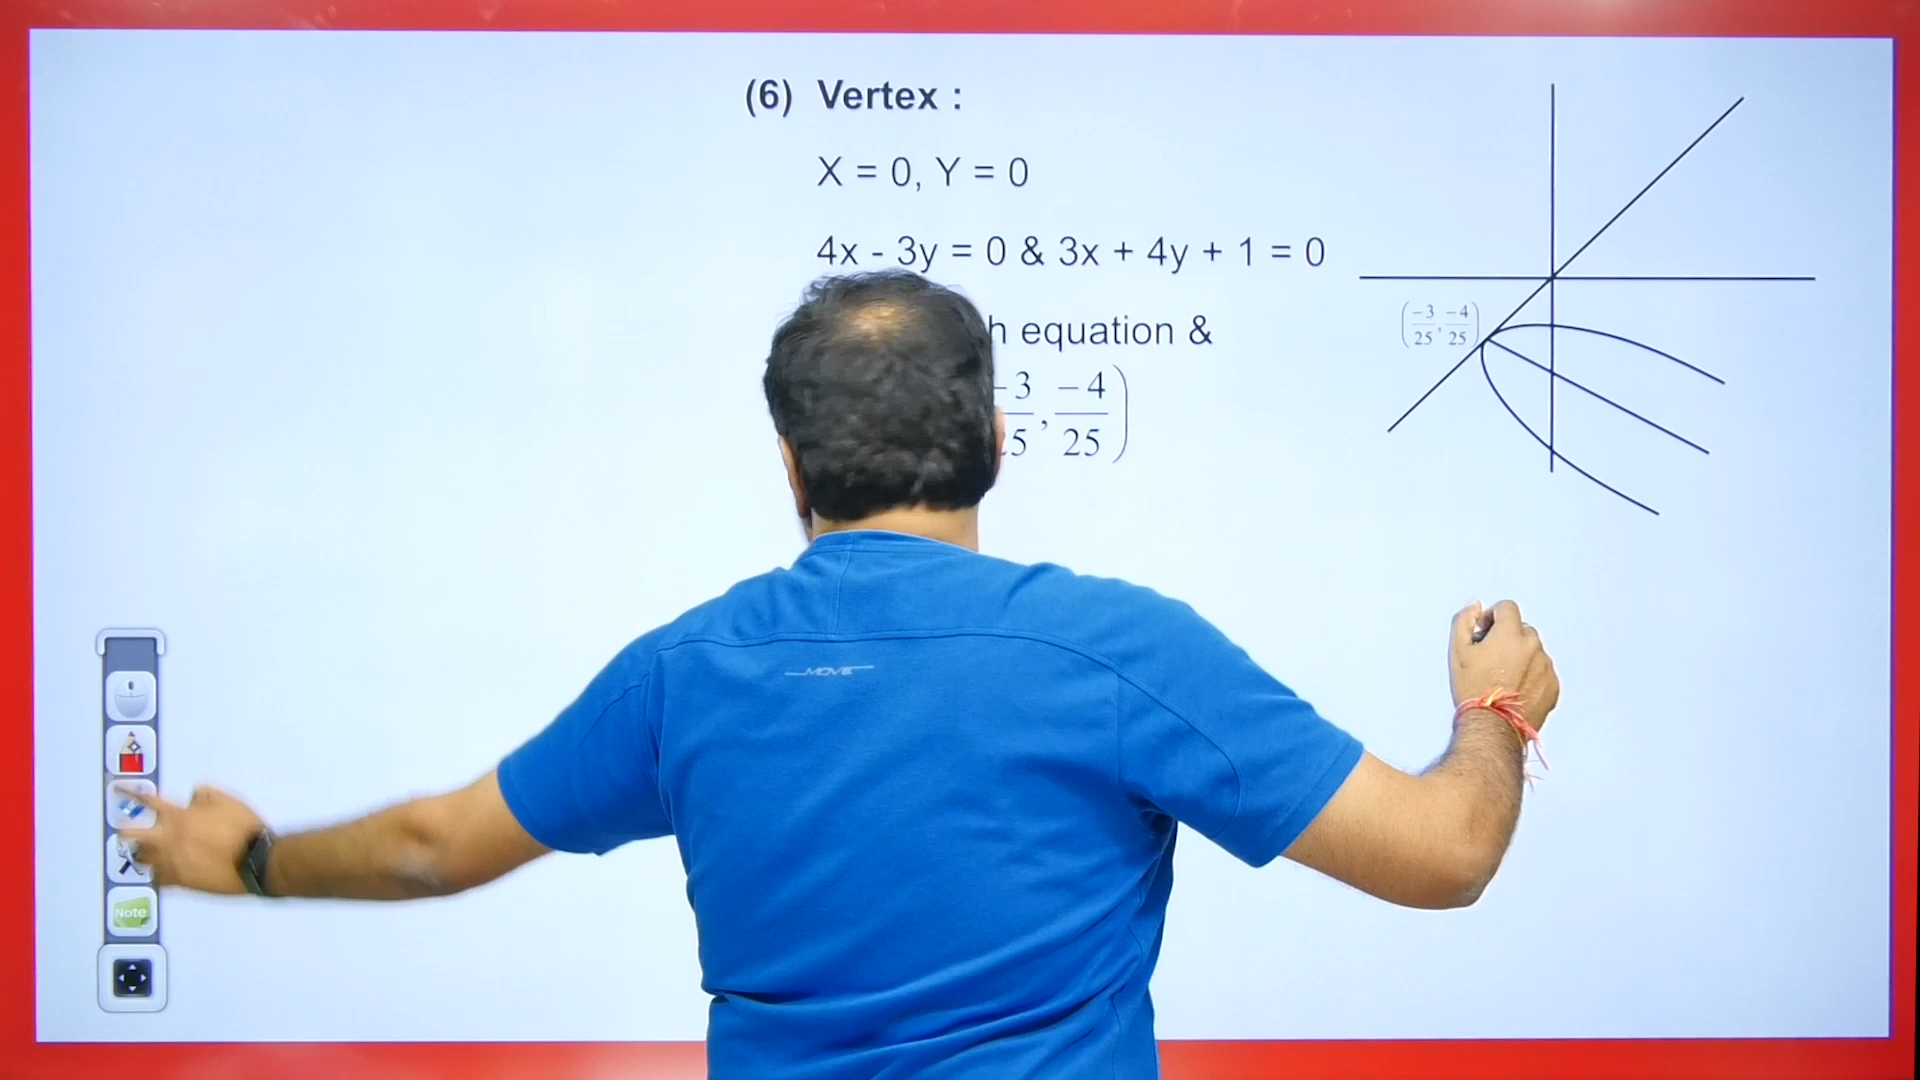 (6) Vertex :
X = 0, Y = 0
4x - 3y = 0 & 3x + 4y + 1 = 0
equation &
-3/ , -4/25)
(-3/25, -4/25)
MOVE
Note